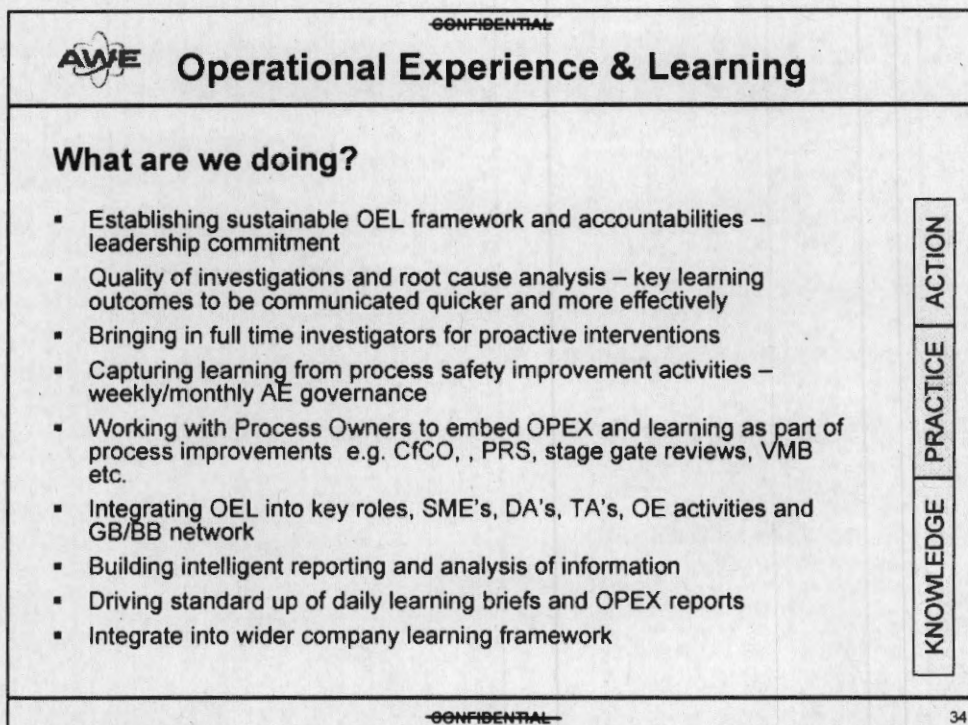 CONFIDENTIAL
AWE
Operational Experience & Learning
What are we doing?
▪ Establishing sustainable OEL framework and accountabilities –
leadership commitment
▪ Quality of investigations and root cause analysis – key learning
outcomes to be communicated quicker and more effectively
▪ Bringing in full time investigators for proactive interventions
▪ Capturing learning from process safety improvement activities –
weekly/monthly AE governance
▪ Working with Process Owners to embed OPEX and learning as part of
process improvements e.g. CfCO, , PRS, stage gate reviews, VMB
etc.
▪ Integrating OEL into key roles, SME's, DA's, TA's, OE activities and
GB/BB network
▪ Building intelligent reporting and analysis of information
▪ Driving standard up of daily learning briefs and OPEX reports
▪ Integrate into wider company learning framework
ACTION
PRACTICE
KNOWLEDGE
CONFIDENTIAL
34